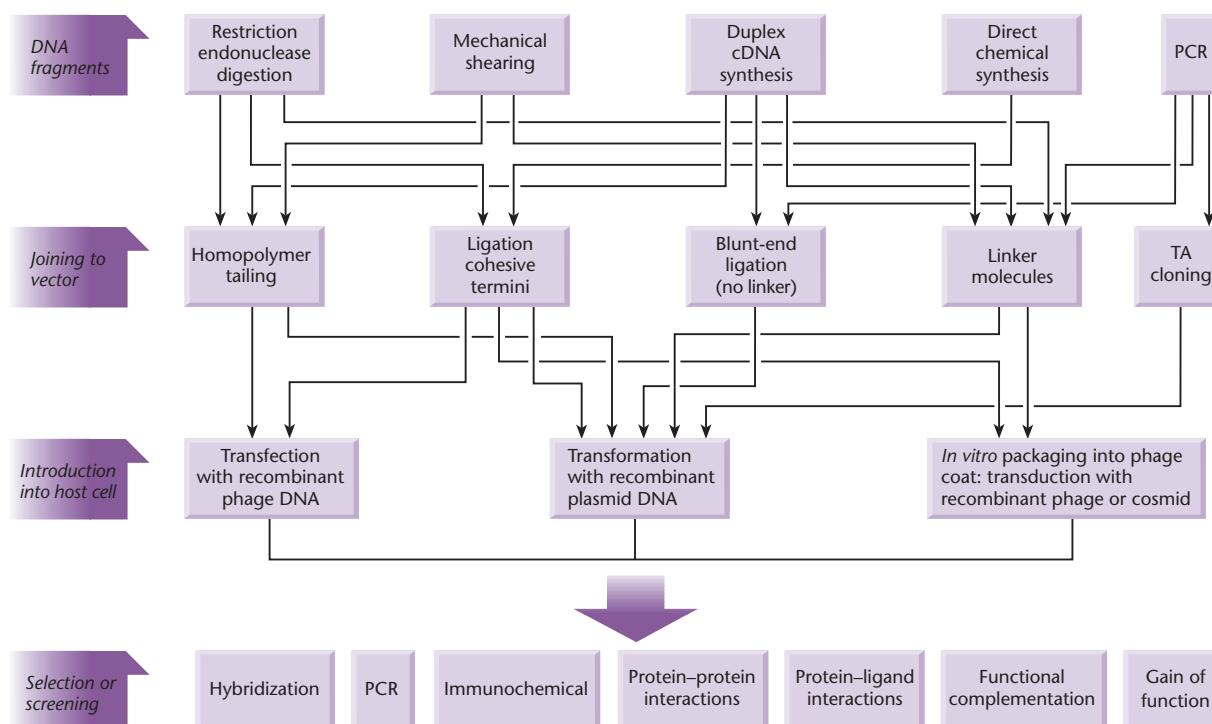 DNA
fragments
Restriction
endonuclease
digestion
Mechanical
shearing
Duplex
cDNA
synthesis
Direct
chemical
synthesis
PCR
Joining to
vector
Homopolymer
tailing
Ligation
cohesive
termini
Blunt-end
ligation
(no linker)
Linker
molecules
TA
cloning
Introduction
into host cell
Transfection
with recombinant
phage DNA
Transformation
with recombinant
plasmid DNA
In vitro packaging into phage
coat: transduction with
recombinant phage or cosmid
Selection or
screening
Hybridization
PCR
Immunochemical
Protein–protein
interactions
Protein–ligand
interactions
Functional
complementation
Gain of
function